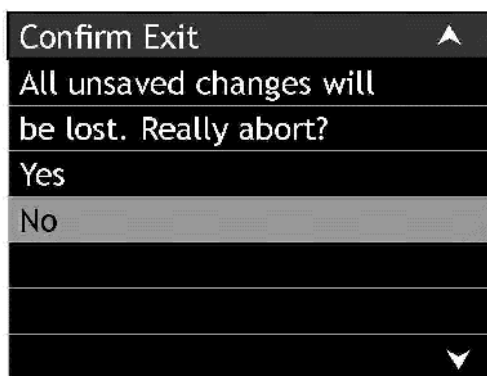 Confirm Exit
All unsaved changes will
be lost. Really abort?
Yes
No